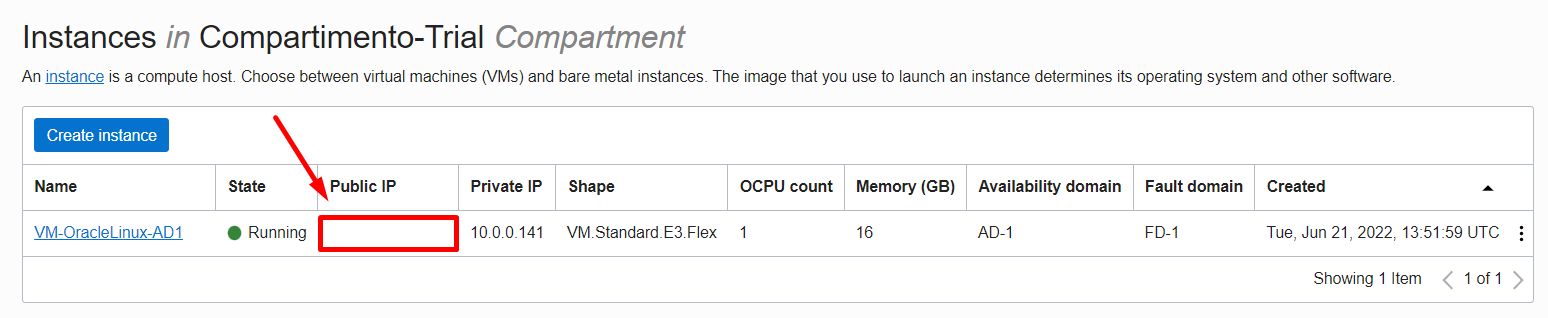 Instances in Compartimento-Trial Compartment
An instance is a compute host. Choose between virtual machines (VMs) and bare metal instances. The image that you use to launch an instance determines its operating system and other software.
Create instance
Name State Public IP Private IP Shape OCPU count Memory (GB) Availability domain Fault domain Created
VM-OracleLinux-AD1 Running 10.0.0.141 VM.Standard.E3.Flex 1 16 AD-1 FD-1 Tue, Jun 21, 2022, 13:51:59 UTC
Showing 1 Item 1 of 1